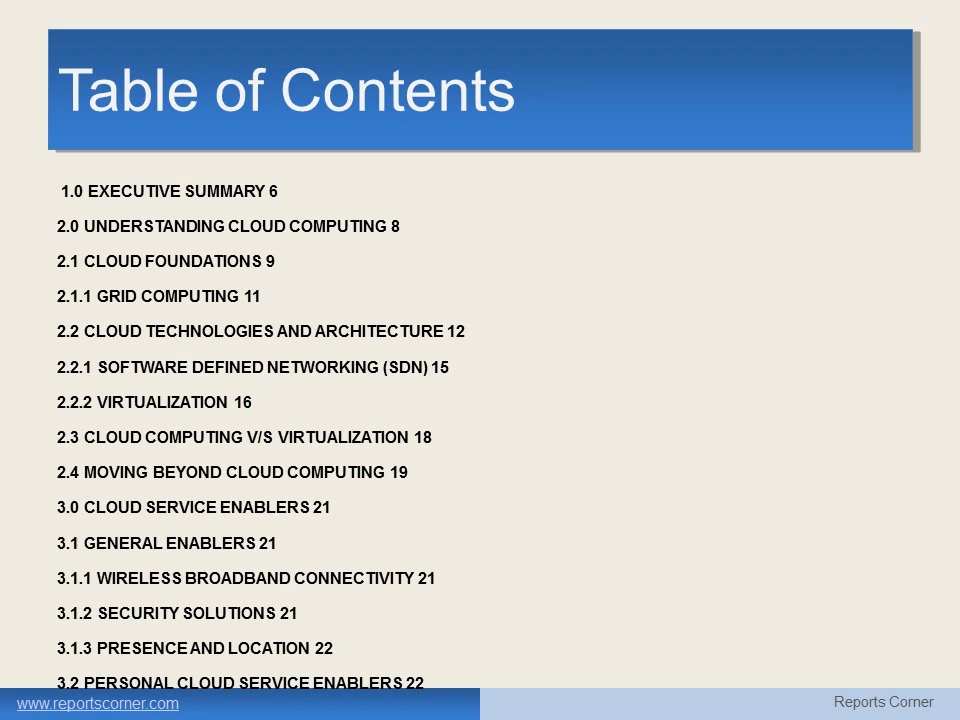 Table of Contents
1.0 EXECUTIVE SUMMARY 6
2.0 UNDERSTANDING CLOUD COMPUTING 8
2.1 CLOUD FOUNDATIONS 9
2.1.1 GRID COMPUTING 11
2.2 CLOUD TECHNOLOGIES AND ARCHITECTURE 12
2.2.1 SOFTWARE DEFINED NETWORKING (SDN) 15
2.2.2 VIRTUALIZATION 16
2.3 CLOUD COMPUTING V/S VIRTUALIZATION 18
2.4 MOVING BEYOND CLOUD COMPUTING 19
3.0 CLOUD SERVICE ENABLERS 21
3.1 GENERAL ENABLERS 21
3.1.1 WIRELESS BROADBAND CONNECTIVITY 21
3.1.2 SECURITY SOLUTIONS 21
3.1.3 PRESENCE AND LOCATION 22
3.2 PERSONAL CLOUD SERVICE ENABLERS 22
www.reportscorner.com
Reports Corner